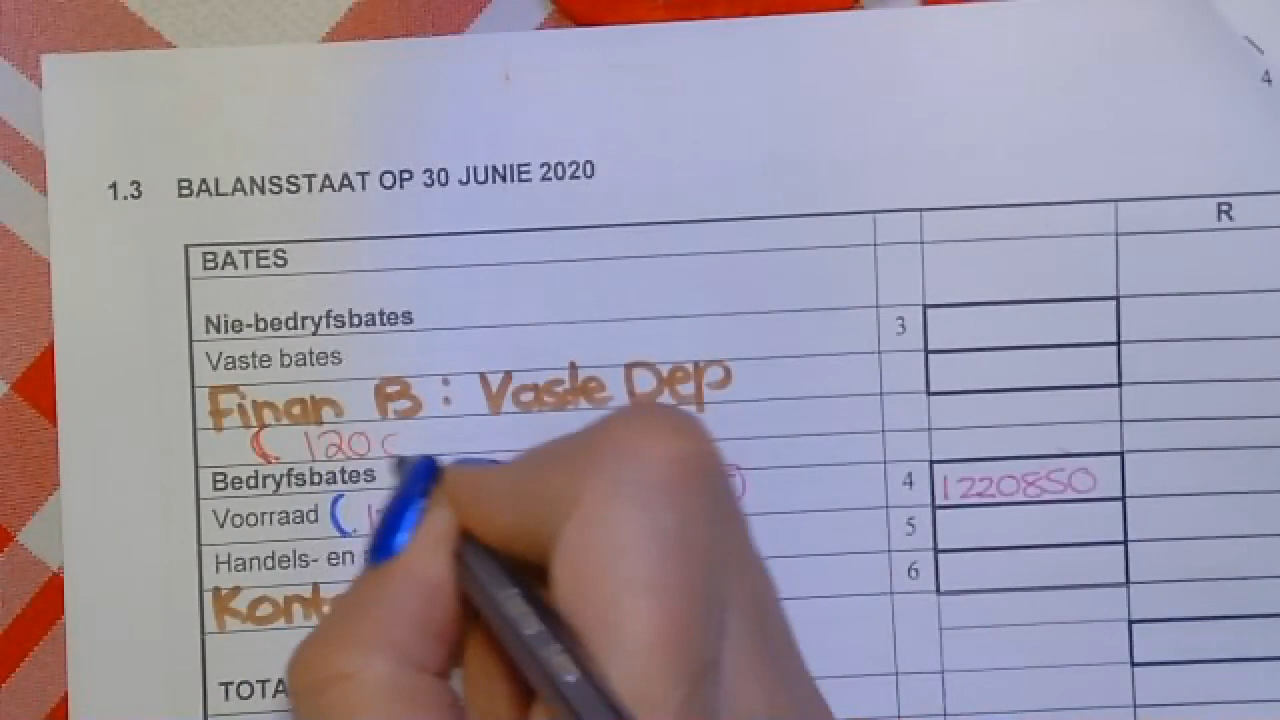 4
1.3 BALANSSTAAT OP 30 JUNIE 2020
R
BATES
Nie-bedryfsbates 3
Vaste bates
Finan B : Vaste Dep
( 120
Bedryfsbates 4 1220850
Voorraad ( 5
Handels- en 6